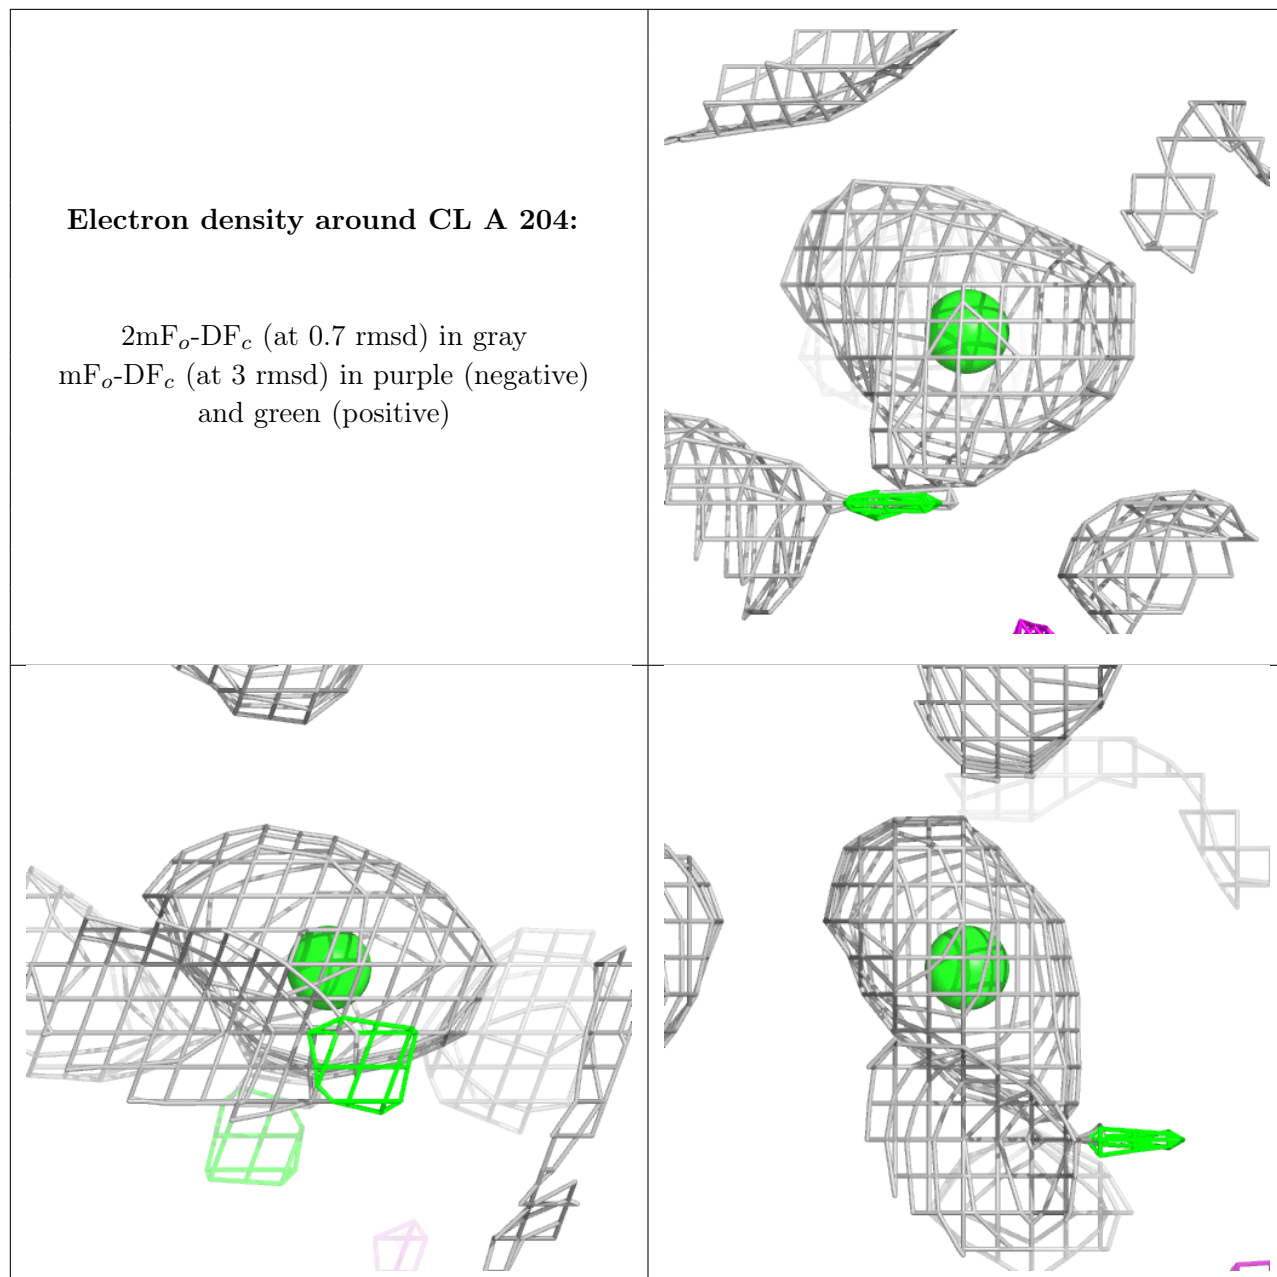 Electron density around CL A 204:
2mFₒ-DF𝒸 (at 0.7 rmsd) in gray
mFₒ-DF𝒸 (at 3 rmsd) in purple (negative)
and green (positive)